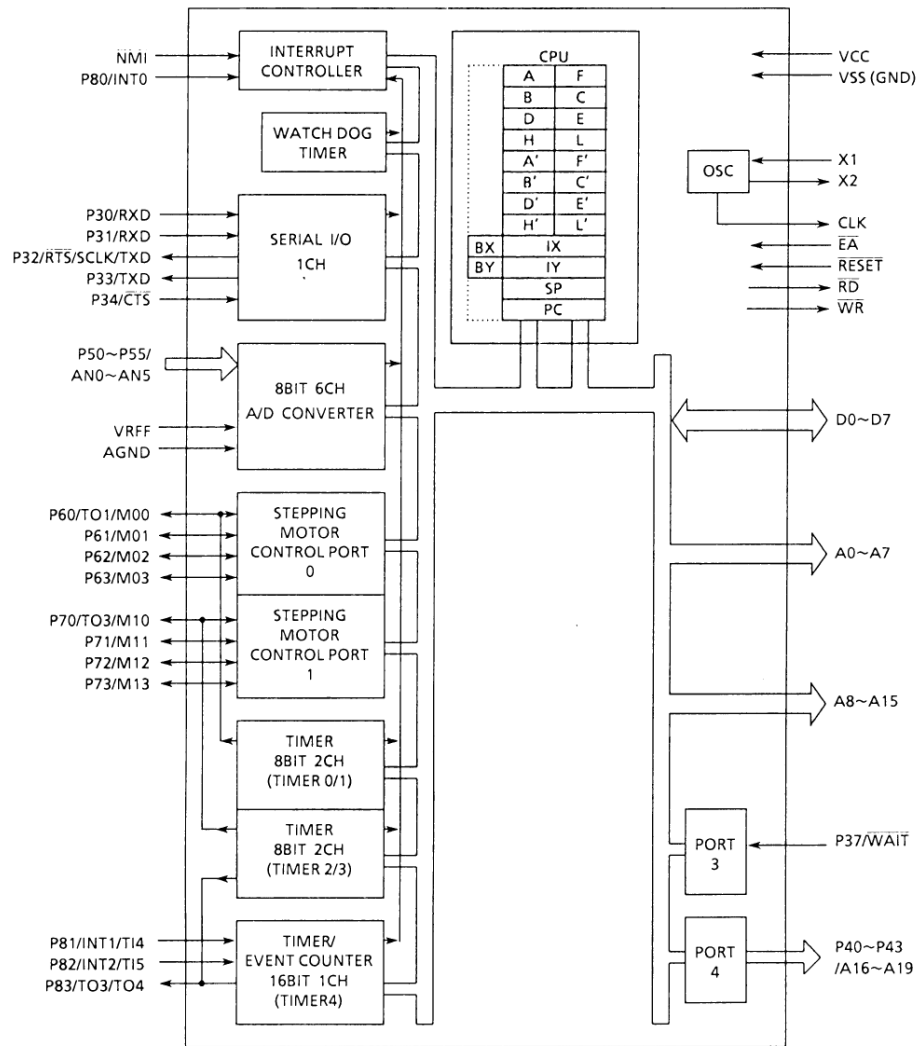 NMI
P80/INT0
INTERRUPT
CONTROLLER
WATCH DOG
TIMER
P30/RXD
P31/RXD
P32/RTS/SCLK/TXD
P33/TXD
P34/CTS
SERIAL I/O
1CH
P50~P55/
AN0~AN5
VRFF
AGND
8BIT 6CH
A/D CONVERTER
P60/TO1/M00
P61/M01
P62/M02
P63/M03
STEPPING
MOTOR
CONTROL PORT
0
P70/TO3/M10
P71/M11
P72/M12
P73/M13
STEPPING
MOTOR
CONTROL PORT
1
TIMER
8BIT 2CH
(TIMER 0/1)
TIMER
8BIT 2CH
(TIMER 2/3)
P81/INT1/TI4
P82/INT2/TI5
P83/TO3/TO4
TIMER/
EVENT COUNTER
16BIT 1CH
(TIMER4)
CPU
A F
B C
D E
H L
A' F'
B' C'
D' E'
H' L'
BX IX
BY IY
SP
PC
VCC
VSS (GND)
OSC
X1
X2
CLK
EA
RESET
RD
WR
D0~D7
A0~A7
A8~A15
PORT
3
P37/WAIT
PORT
4
P40~P43
/A16~A19